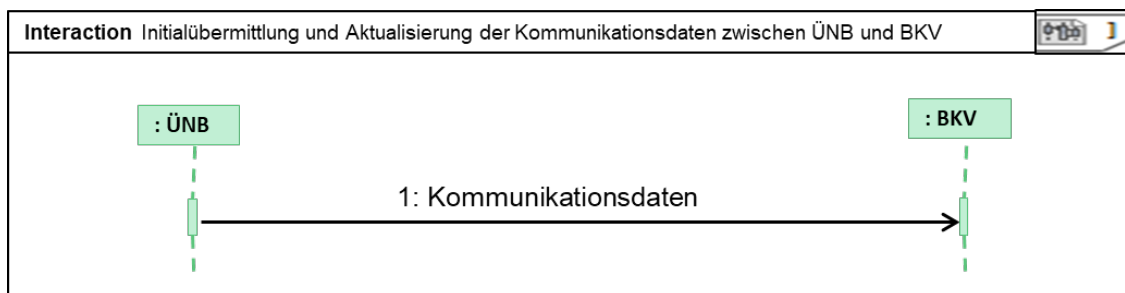 Interaction Initialübermittlung und Aktualisierung der Kommunikationsdaten zwischen ÜNB und BKV
: ÜNB
: BKV
1: Kommunikationsdaten